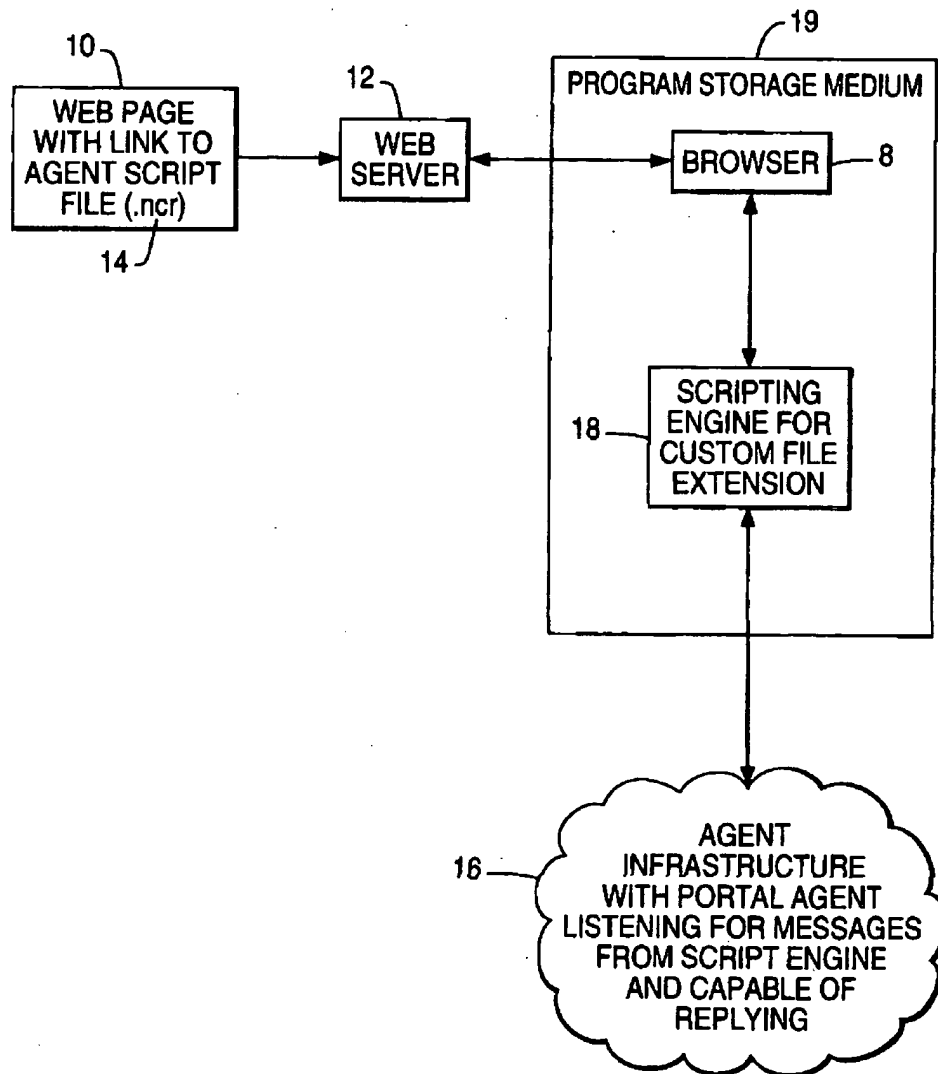 10
WEB PAGE
WITH LINK TO
AGENT SCRIPT
FILE (.ncr)
14
12
WEB
SERVER
19
PROGRAM STORAGE MEDIUM
BROWSER
8
18
SCRIPTING
ENGINE FOR
CUSTOM FILE
EXTENSION
16
AGENT
INFRASTRUCTURE
WITH PORTAL AGENT
LISTENING FOR MESSAGES
FROM SCRIPT ENGINE
AND CAPABLE OF
REPLYING